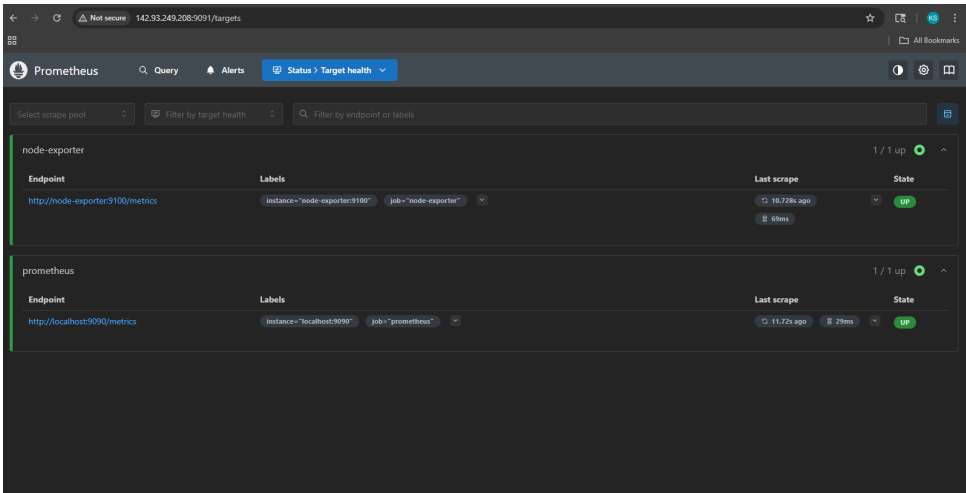 Not secure 142.93.249.208:9091/targets KS
All Bookmarks
Prometheus Query Alerts Status > Target health
Select scrape pool Filter by target health Filter by endpoint or labels
node-exporter 1 / 1 up
Endpoint Labels Last scrape State
http://node-exporter:9100/metrics instance="node-exporter:9100" job="node-exporter" 10.728s ago UP
69ms
prometheus 1 / 1 up
Endpoint Labels Last scrape State
http://localhost:9090/metrics instance="localhost:9090" job="prometheus" 11.72s ago 29ms UP